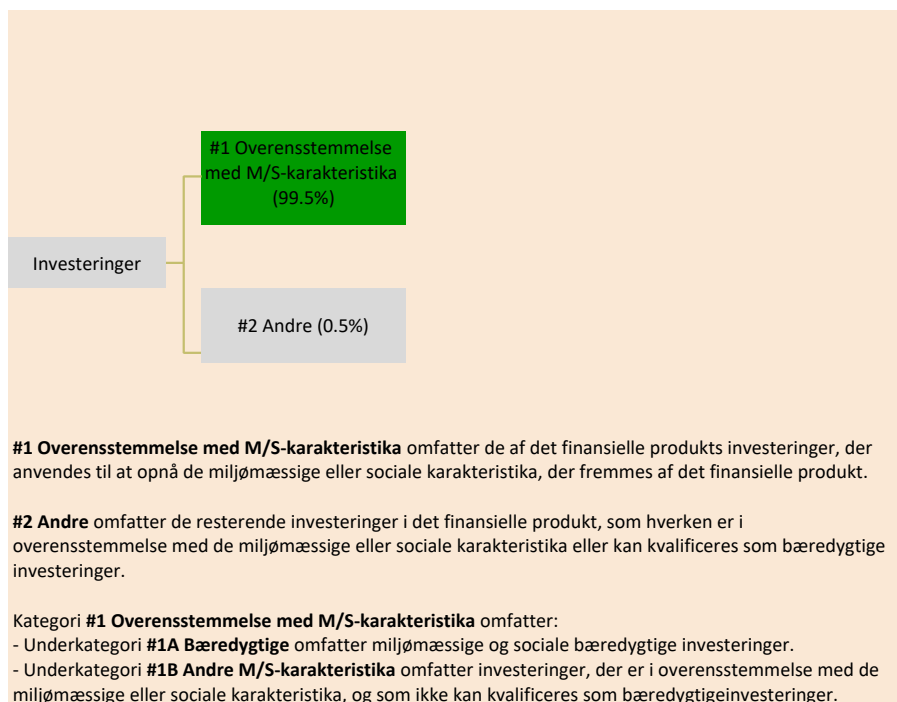 #1 Overensstemmelse
med M/S-karakteristika
(99.5%)
Investeringer
#2 Andre (0.5%)
#1 Overensstemmelse med M/S-karakteristika omfatter de af det finansielle produkts investeringer, der
anvendes til at opnå de miljømæssige eller sociale karakteristika, der fremmes af det finansielle produkt.
#2 Andre omfatter de resterende investeringer i det finansielle produkt, som hverken er i
overensstemmelse med de miljømæssige eller sociale karakteristika eller kan kvalificeres som bæredygtige
investeringer.
Kategori #1 Overensstemmelse med M/S-karakteristika omfatter:
- Underkategori #1A Bæredygtige omfatter miljømæssige og sociale bæredygtige investeringer.
- Underkategori #1B Andre M/S-karakteristika omfatter investeringer, der er i overensstemmelse med de
miljømæssige eller sociale karakteristika, og som ikke kan kvalificeres som bæredygtigeinvesteringer.